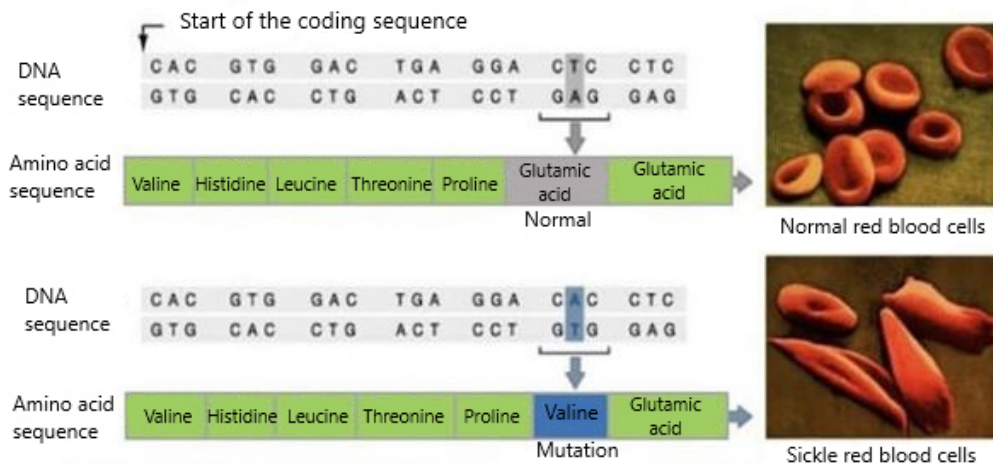 Start of the coding sequence
DNA sequence
CAC GTG GAC TGA GGA CTC CTC
GTG CAC CTG ACT CCT GAG GAG
Amino acid sequence
Valine Histidine Leucine Threonine Proline Glutamic acid Glutamic acid
Normal
Normal red blood cells
DNA sequence
CAC GTG GAC TGA GGA CAC CTC
GTG CAC CTG ACT CCT GTG GAG
Amino acid sequence
Valine Histidine Leucine Threonine Proline Valine Glutamic acid
Mutation
Sickle red blood cells